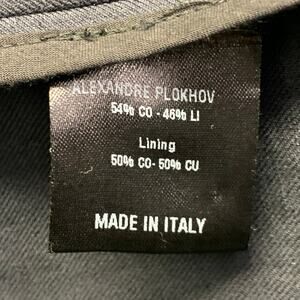 ALEXANDRE PLOKHOV
54% CO - 46% LI
Lining
50% CO- 50% CU
MADE IN ITALY